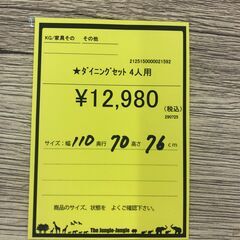 KG/家具その その他
2125150000021592
★ﾀﾞｲﾆﾝｸﾞｾｯﾄ 4人用
¥12,980
(税込)
290725
サイズ:幅 110 奥行 70 高さ 76 cm
商品のサイズ、状態を よくご確認下さい。
The Jungle-Jungle